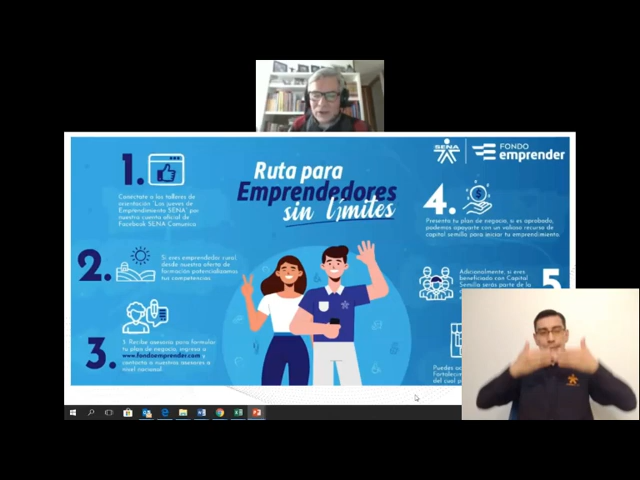 SENA
FONDO
emprender
Ruta para
Emprendedores
sin límites
1.
Conéctate a los talleres de
orientación "Los jueves de
Emprendimiento SENA" por
nuestra cuenta oficial de
Facebook SENA Comunica.
2.
Si eres emprendedor rural
desde nuestra oferta de
formación potencializamos
tus competencias
3.
3. Recibe asesoría para formular
tu plan de negocio, ingresa a
www.fondoemprender.com o
contacta a nuestros asesores a
nivel nacional.
4.
Presenta tu plan de negocio, si es aprobado,
podemos apoyarte con un valioso recurso de
capital semilla para iniciar tu emprendimiento.
5.
Adicionalmente, si eres
beneficiado con Capital
Semilla serás parte de la
Puedes
Fortalecim
del cual p